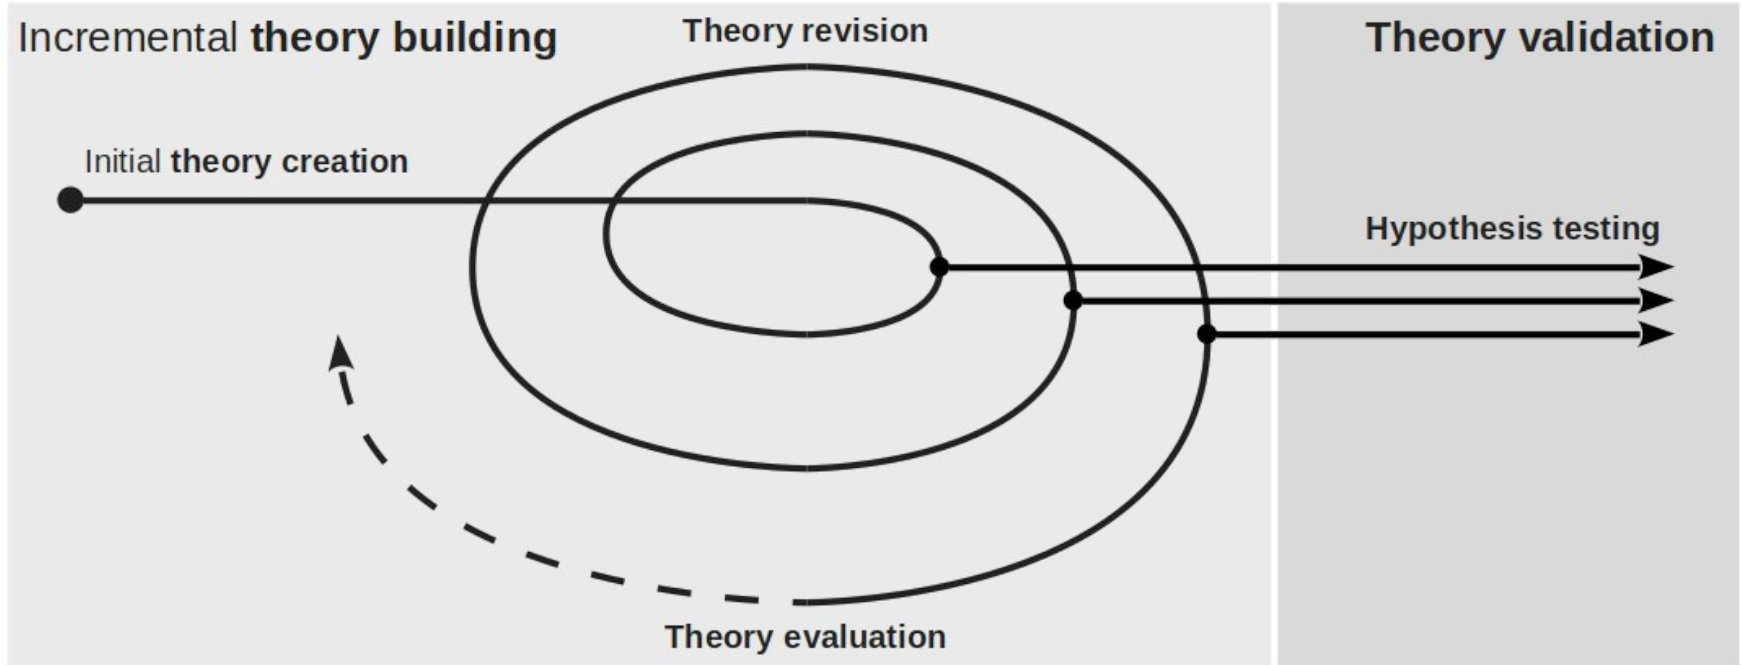 Incremental theory building
Theory revision
Theory validation
Initial theory creation
Hypothesis testing
Theory evaluation